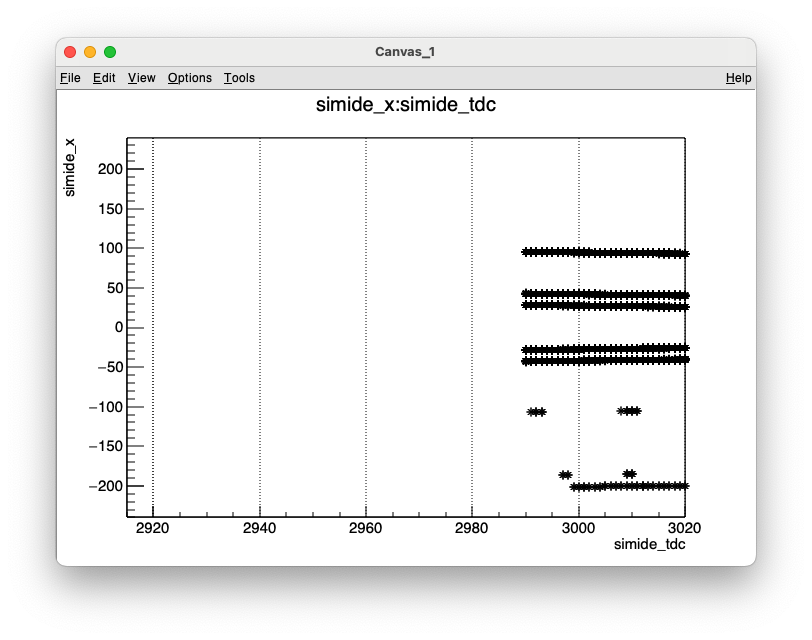 Canvas_1
File Edit View Options Tools Help
simide_x:simide_tdc
simide_x
200
150
100
50
0
−50
−100
−150
−200
2920 2940 2960 2980 3000 3020
simide_tdc